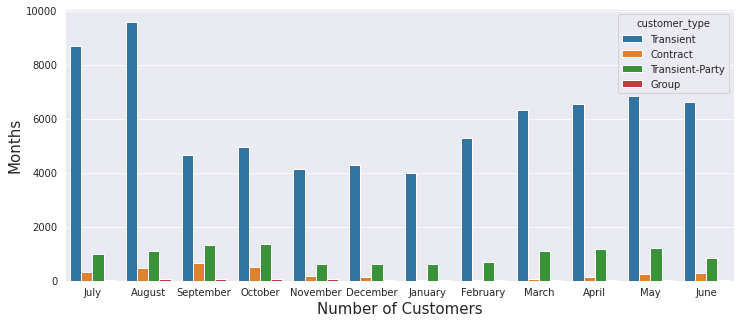 10000
8000
6000
4000
2000
0
Months
customer_type
Transient
Contract
Transient-Party
Group
July August September October November December January February March April May June
Number of Customers